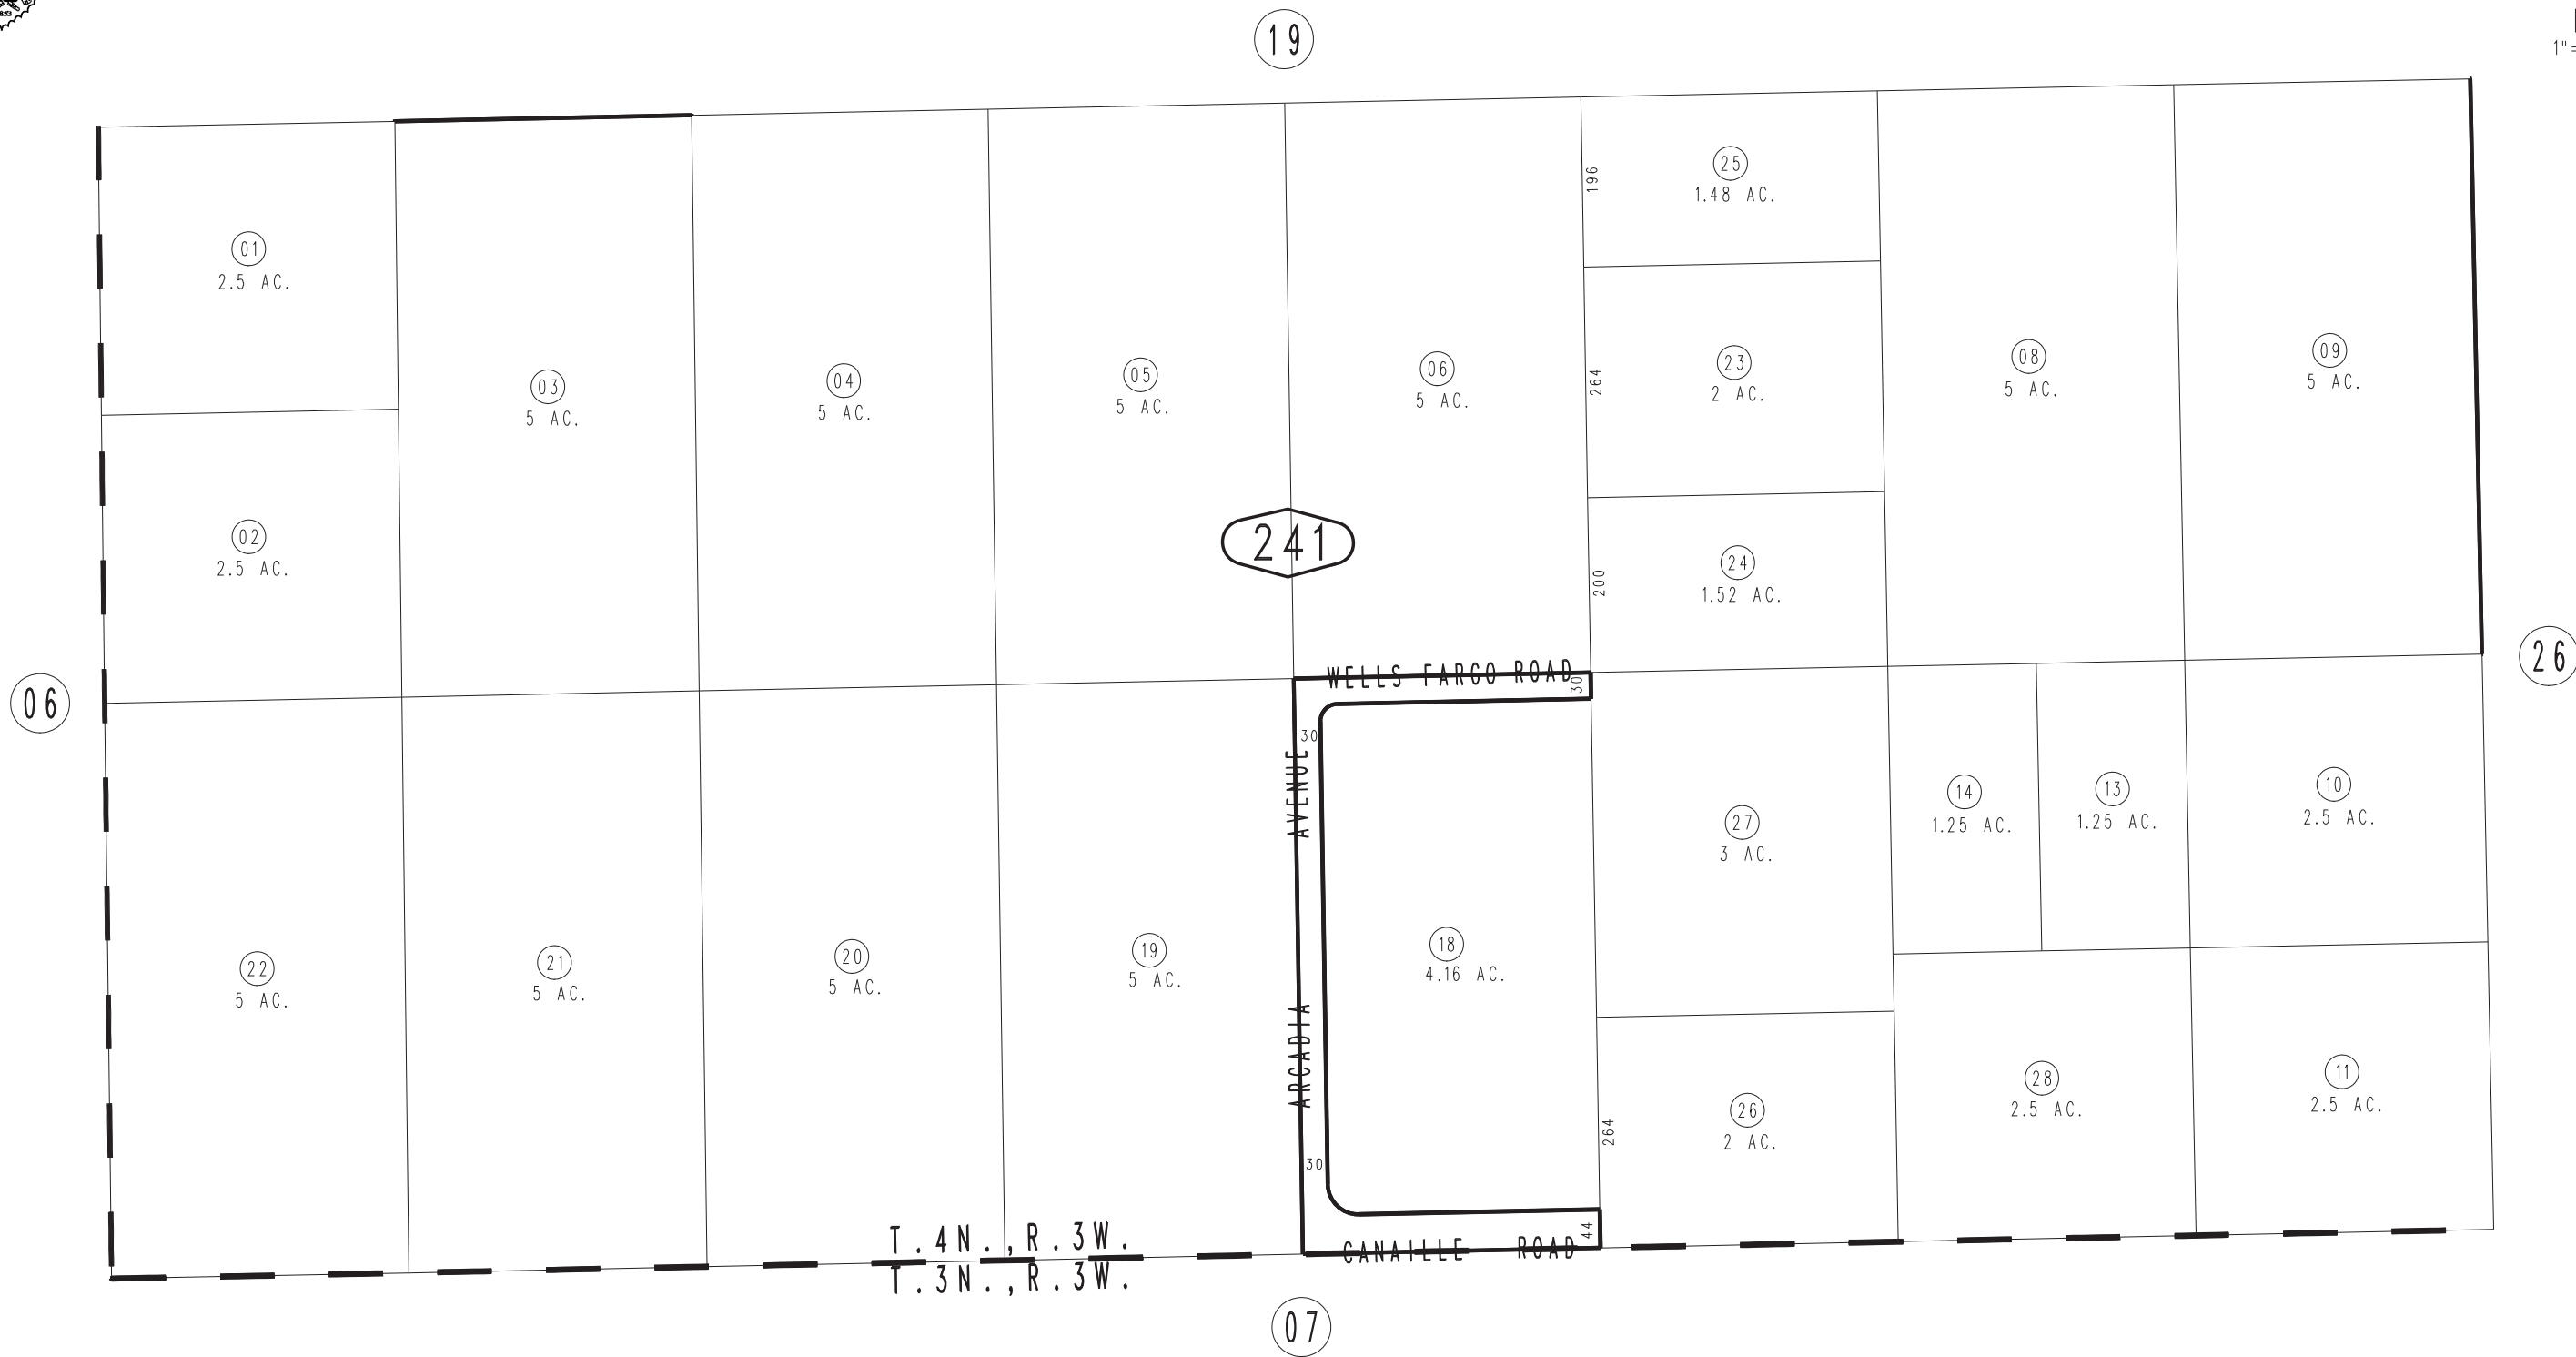 19
1"=
25
1.48 AC.
196
01
2.5 AC.
03
5 AC.
04
5 AC.
05
5 AC.
06
5 AC.
264
23
2 AC.
08
5 AC.
09
5 AC.
02
2.5 AC.
241
200
24
1.52 AC.
26
06
WELLS FARGO ROAD
30
30
AVENUE
14
1.25 AC.
13
1.25 AC.
10
2.5 AC.
27
3 AC.
22
5 AC.
21
5 AC.
20
5 AC.
19
5 AC.
18
4.16 AC.
ARCADIA
30
264
26
2 AC.
28
2.5 AC.
11
2.5 AC.
44
T.4N.,R.3W.
CANAILLE ROAD
T.3N.,R.3W.
07